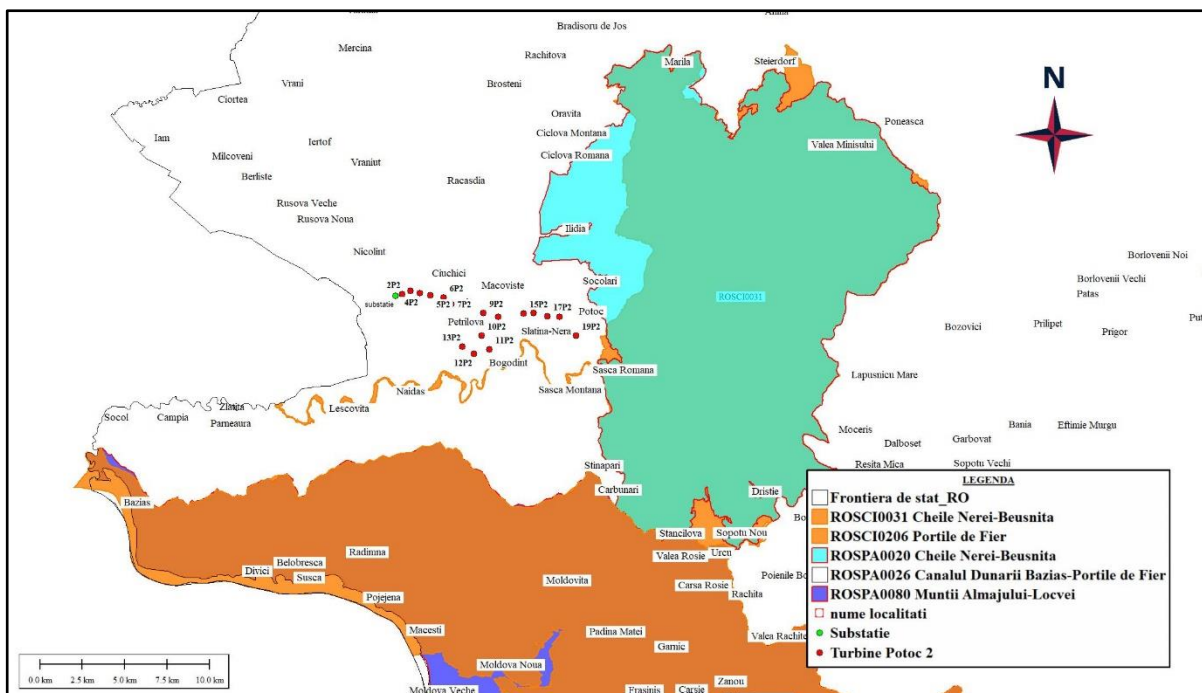 Bradisoru de Jos
Mercina
Rachitova
Marila
Steierdorf
N
Vrani
Brosteni
Ciortea
Oravita
Poneasca
Iam
Iertof
Ciclova Montana
Valea Minisului
Milcoveni
Vraniut
Ciclova Romana
Berliste
Racasdia
Rusova Veche
Rusova Noua
Ilidia
Nicolint
Borlovenii Noi
Ciuchici
Socolari
Borlovenii Vechi
2P2
6P2
Macoviste
ROSCI0031
Patas
substatie
4P2
5P2
7P2
9P2
15P2
17P2
Potoc
Petrilova
Slatina-Nera
19P2
Bozovici
Prilipet
Prigor
10P2
13P2
11P2
12P2
Bogodint
Sasca Romana
Lapusnicu Mare
Naidas
Sasca Montana
Socol
Campia
Zlatita
Lescovita
Parneaura
Moceris
Garbovat
Bania
Eftimie Murgu
Dalboset
Stinapari
Resita Mica
Sopotu Vechi
Carbunari
Dristie
Bazias
Stancilova
Sopotu Nou
Radimna
Valea Rosie
Urcu
Belobresca
Divici
Susca
Moldovita
Carsa Rosie
Rachita
Pojejena
Macesti
Padina Matei
Garnic
Moldova Noua
Zanou
Moldova Veche
Frasinis
Carsie
LEGENDA
Frontiera de stat_RO
ROSCI0031 Cheile Nerei-Beusnita
ROSCI0206 Portile de Fier
ROSPA0020 Cheile Nerei-Beusnita
ROSPA0026 Canalul Dunarii Bazias-Portile de Fier
ROSPA0080 Muntii Almajului-Locvei
nume localitati
Substatie
Turbine Potoc 2
0.0 km 2.5 km 5.0 km 7.5 km 10.0 km